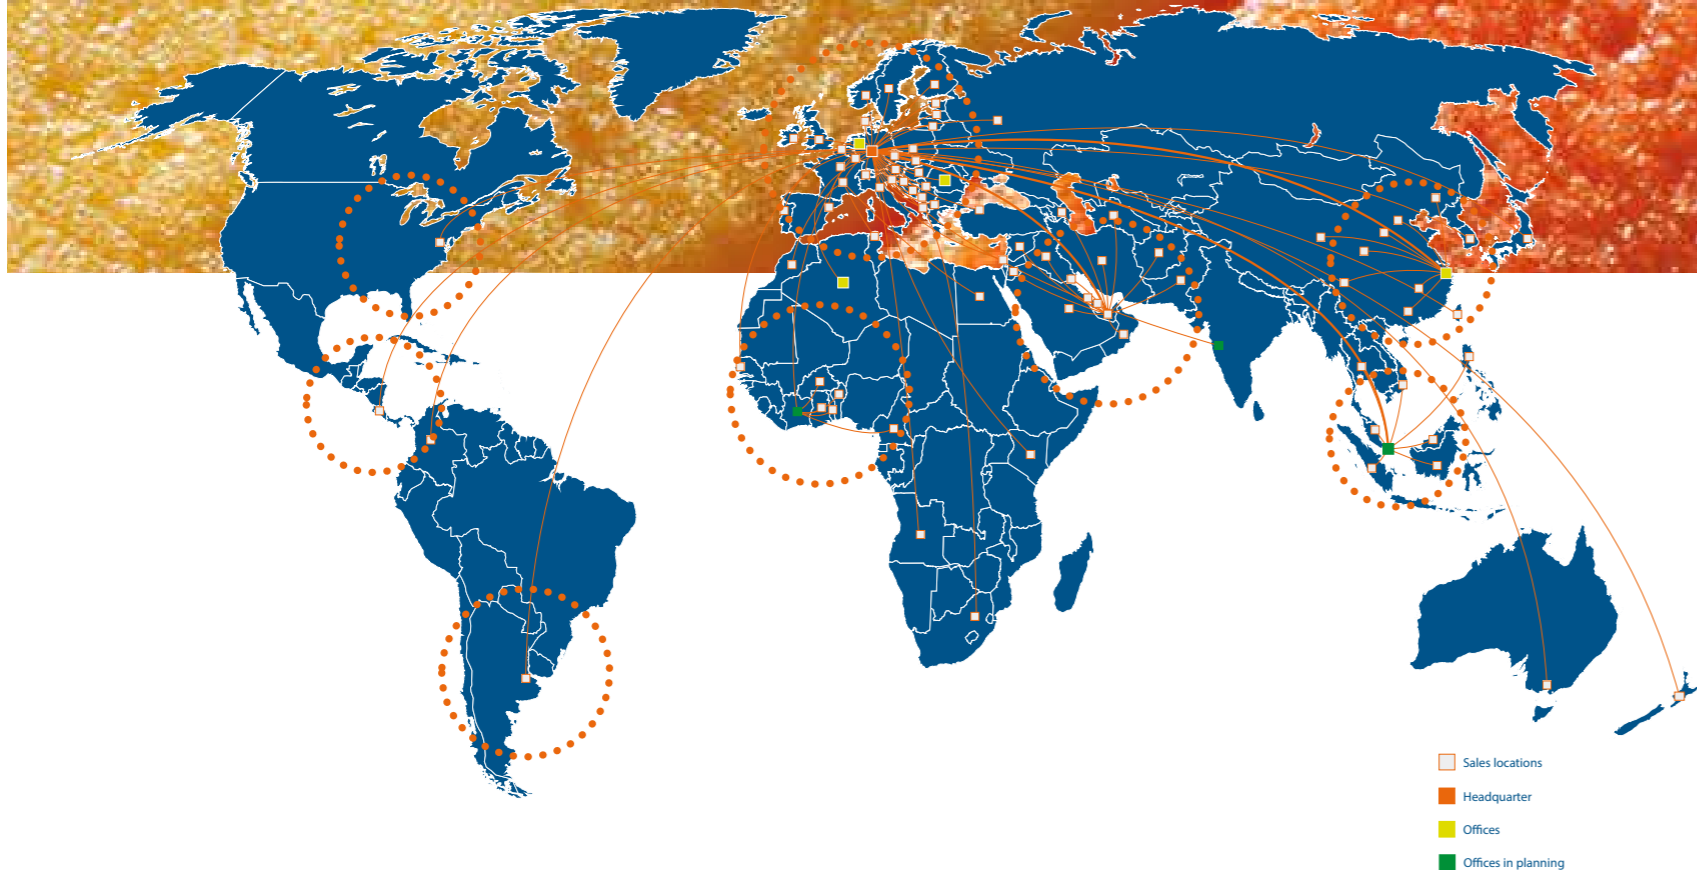 Sales locations
Headquarter
Offices
Offices in planning